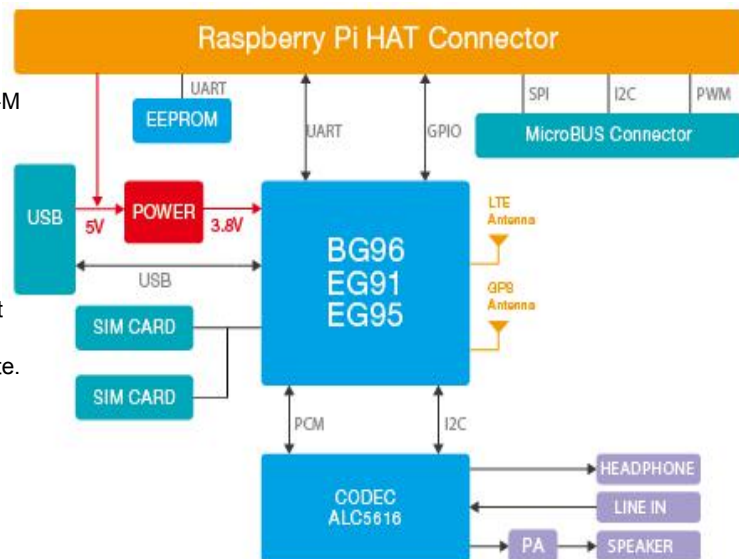 Raspberry Pi HAT Connector
-M
UART
EEPROM
UART
GPIO
SPI
I2C
PWM
MicroBUS Connector
USB
5V
POWER
3.8V
USB
BG96
EG91
EG95
LTE
Antenna
GPS
Antenna
t
SIM CARD
te.
SIM CARD
PCM
I2C
CODEC
ALC5616
HEADPHONE
LINE IN
PA
SPEAKER